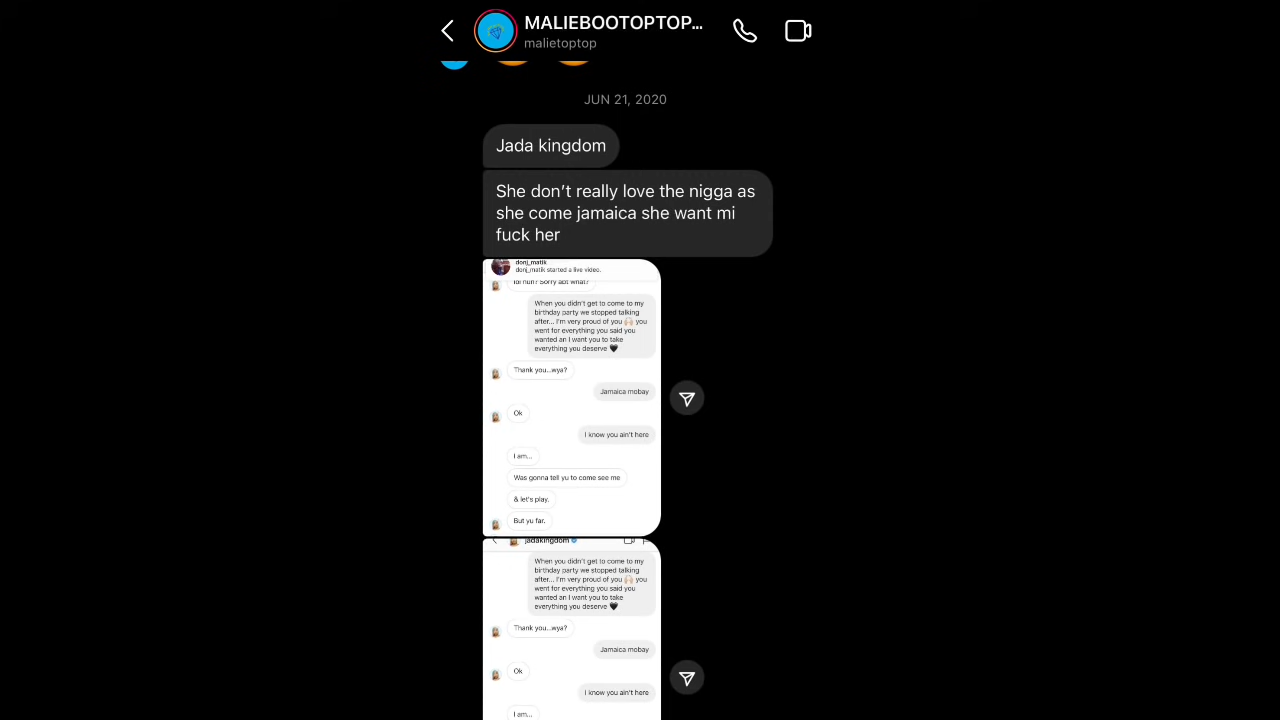 MALIEBOOTOPTOP...
malietoptop
JUN 21, 2020
Jada kingdom
She don’t really love the nigga as
she come jamaica she want mi
fuck her
donj_matik
donj_matik started a live video.
lol huh? Sorry abt what?
When you didn't get to come to my
birthday party we stopped talking
after... I'm very proud of you 🙌🏼 you
went for everything you said you
wanted an I want you to take
everything you deserve 🖤
Thank you...wya?
Jamaica mobay
Ok
I know you ain't here
I am...
Was gonna tell yu to come see me
& let's play.
But yu far.
jadakingdom
When you didn't get to come to my
birthday party we stopped talking
after... I'm very proud of you 🙌🏼 you
went for everything you said you
wanted an I want you to take
everything you deserve 🖤
Thank you...wya?
Jamaica mobay
Ok
I know you ain't here
I am...